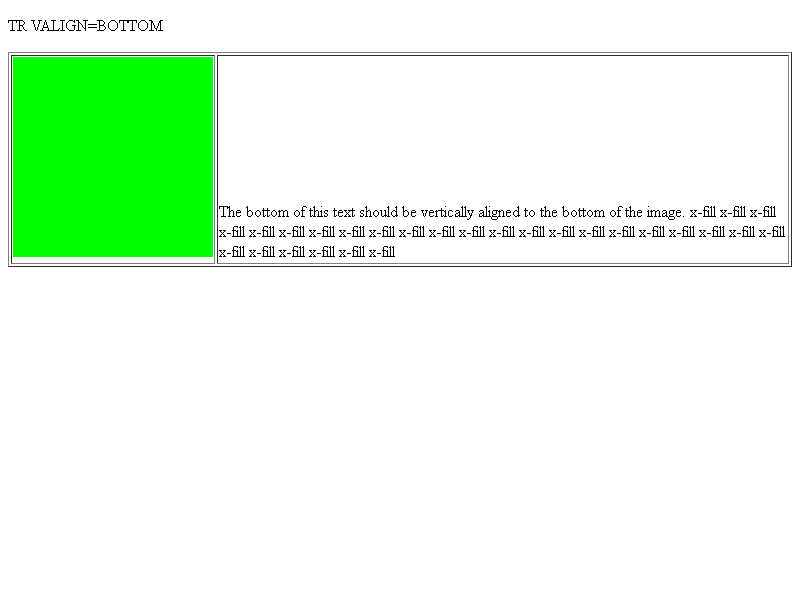 TR VALIGN=BOTTOM
The bottom of this text should be vertically aligned to the bottom of the image. x-fill x-fill x-fill
x-fill x-fill x-fill x-fill x-fill x-fill x-fill x-fill x-fill x-fill x-fill x-fill x-fill x-fill x-fill x-fill x-fill x-fill x-fill
x-fill x-fill x-fill x-fill x-fill x-fill